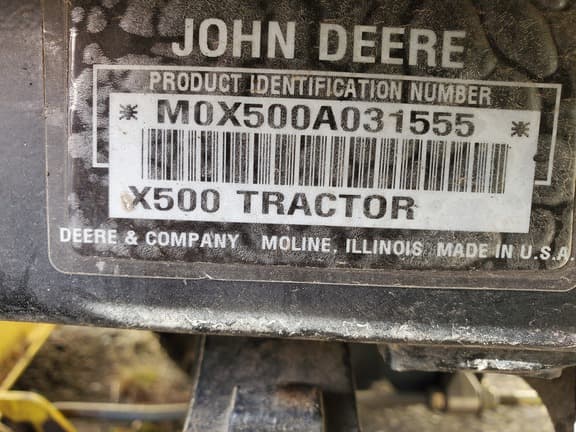 JOHN DEERE
PRODUCT IDENTIFICATION NUMBER
* M0X500A031555 *
X500 TRACTOR
DEERE & COMPANY MOLINE, ILLINOIS MADE IN U.S.A.